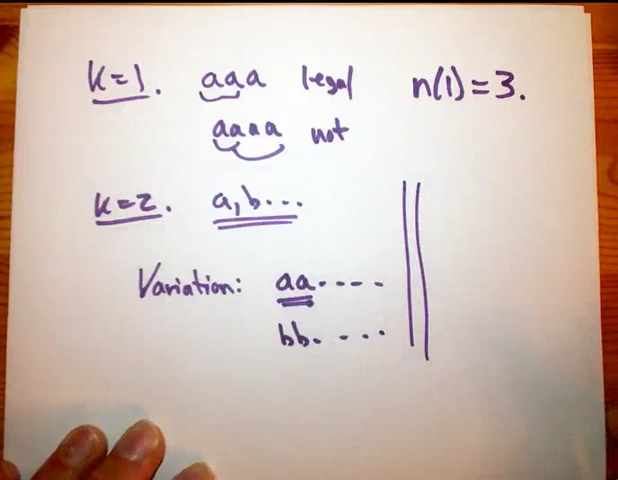 k=1. aaa legal n(1)=3.
aaaa not
k=2. a,b...
Variation: aa....
bb.....